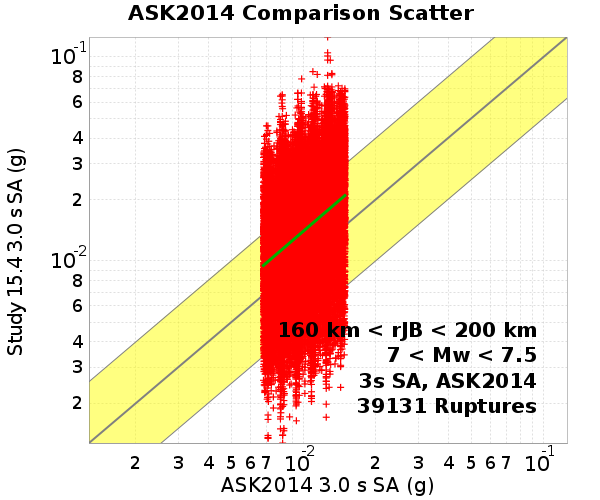 ASK2014 Comparison Scatter
10-1
8
6
4
3
2
10-2
8
6
4
3
2
Study 15.4 3.0 s SA (g)
160 km < rJB < 200 km
7 < Mw < 7.5
3s SA, ASK2014
39131 Ruptures
2 3 4 5 6 7 10-2 2 3 4 5 6 7 10-1
ASK2014 3.0 s SA (g)